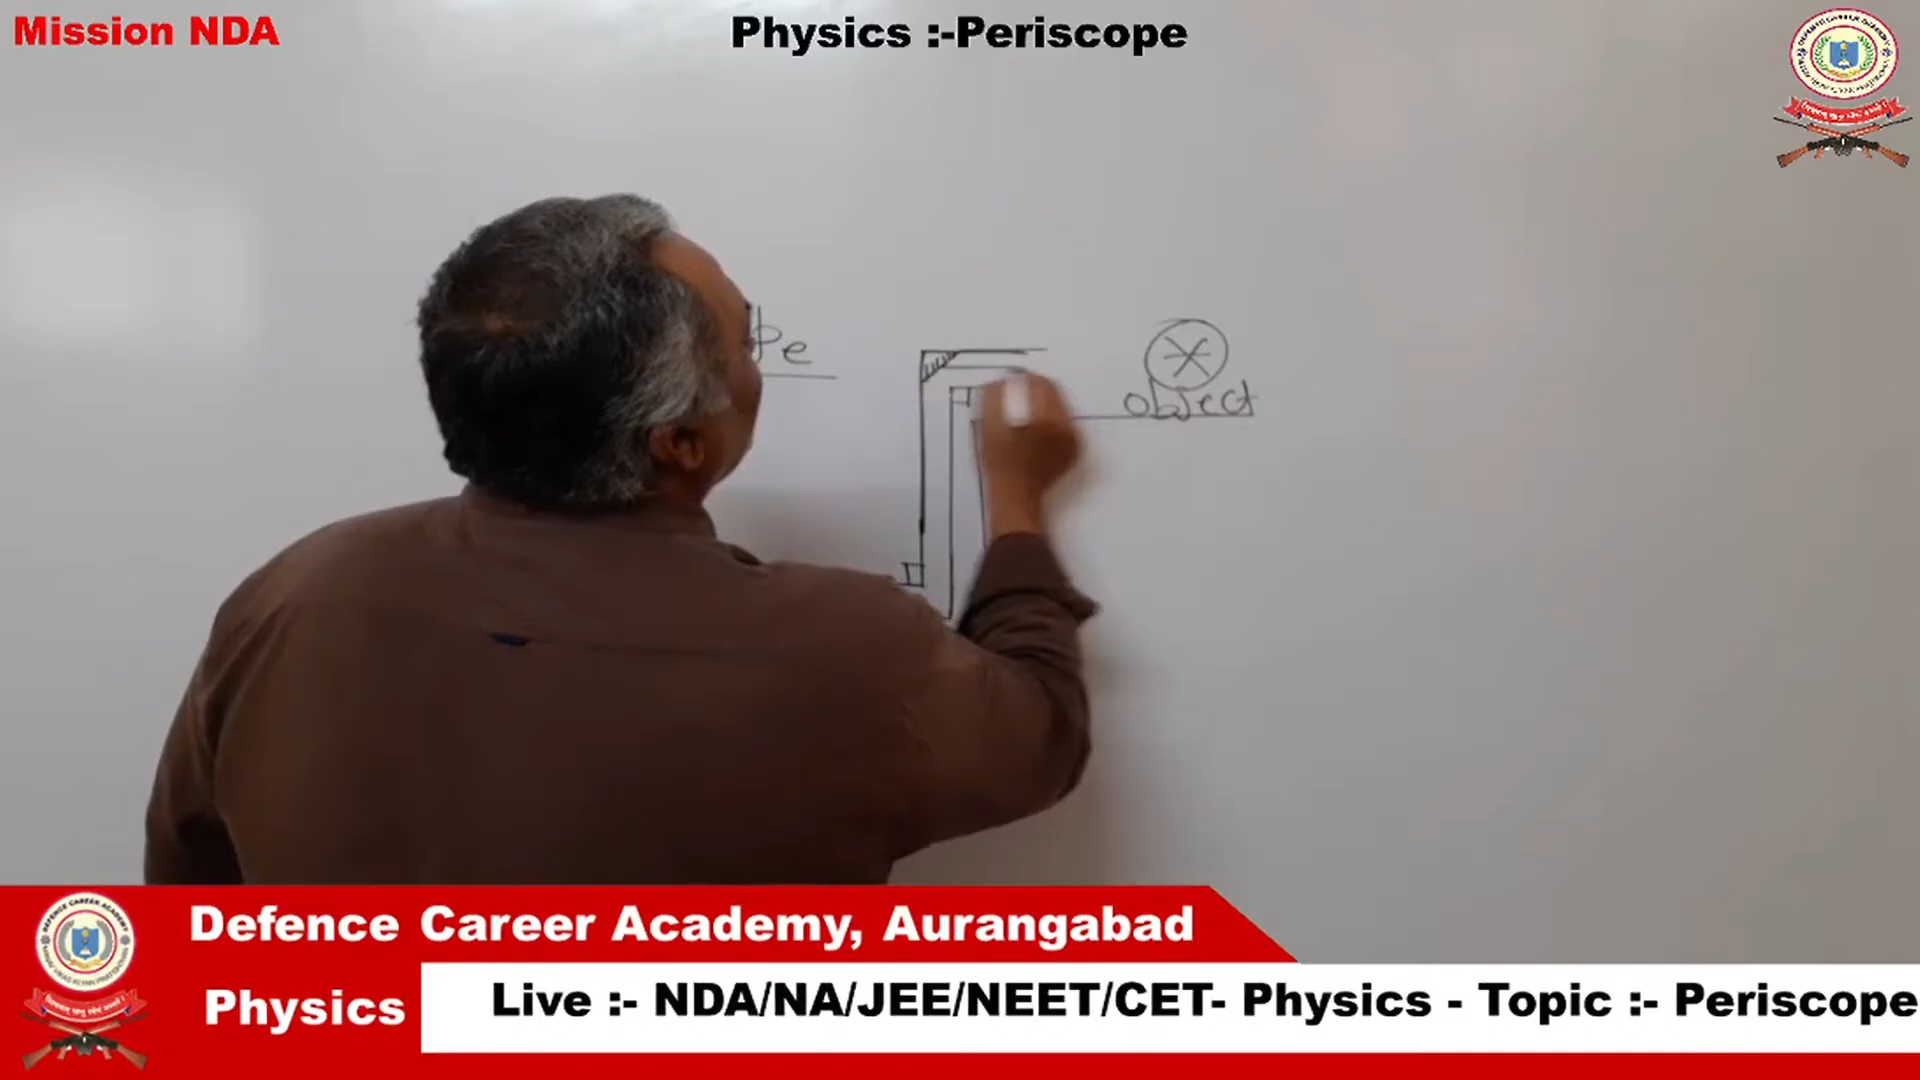 Mission NDA
Physics :-Periscope
pe
object
Defence Career Academy, Aurangabad
Physics
Live :- NDA/NA/JEE/NEET/CET- Physics - Topic :- Periscope